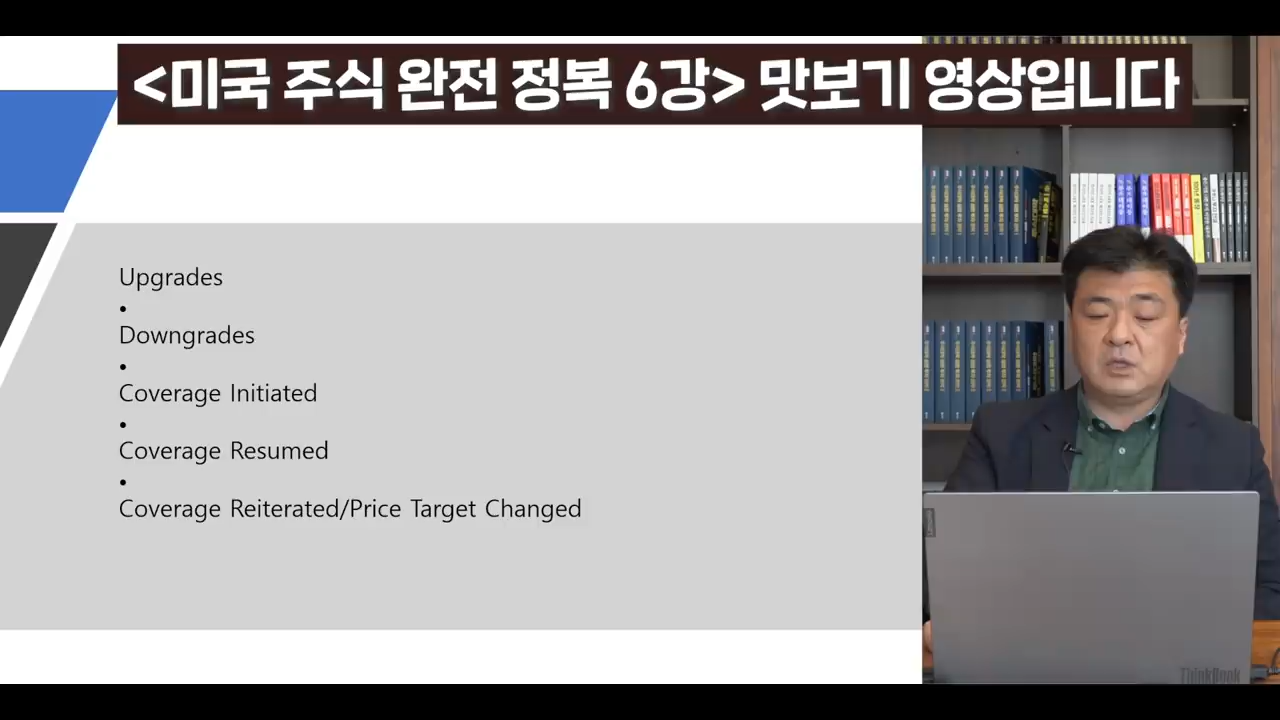 <미국 주식 완전 정복 6강> 맛보기 영상입니다
Upgrades
•
Downgrades
•
Coverage Initiated
•
Coverage Resumed
•
Coverage Reiterated/Price Target Changed
ThinkBook